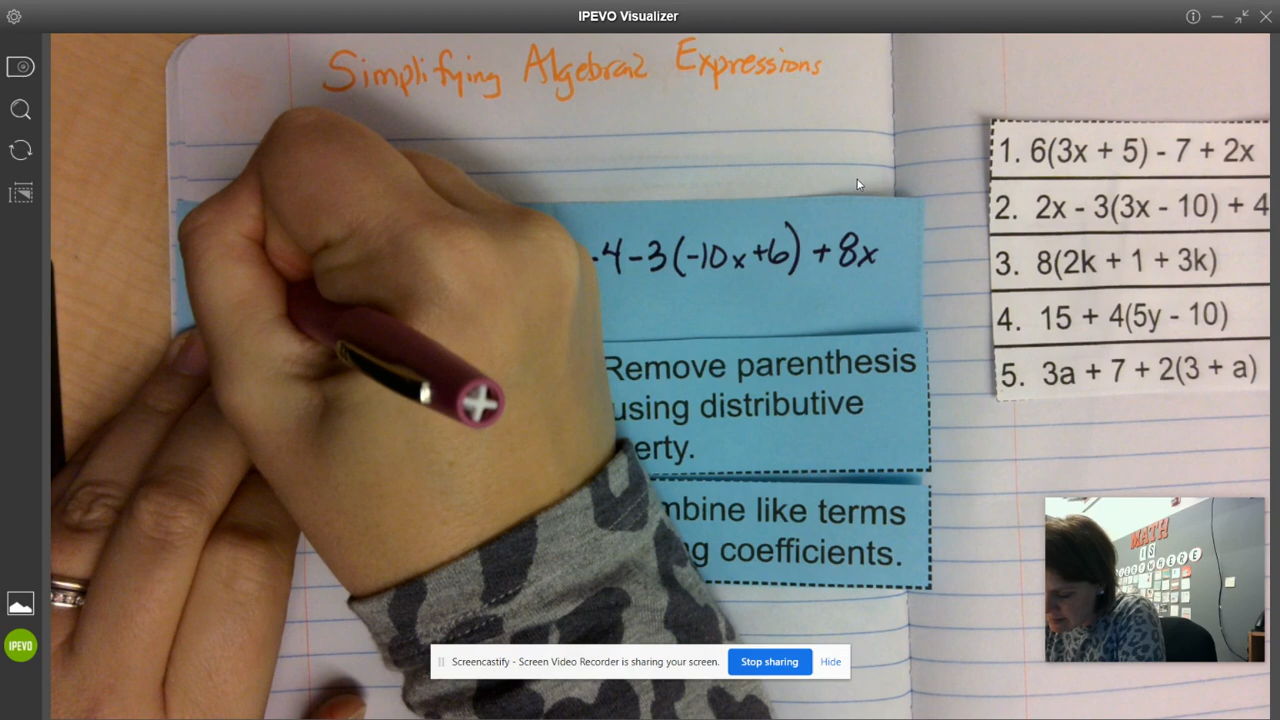 IPEVO Visualizer
Simplifying Algebraic Expressions
-4-3(-10x+6)+8x
Remove parenthesis
using distributive
erty.
mbine like terms
g coefficients.
1. 6(3x + 5) - 7 + 2x
2. 2x - 3(3x - 10) + 4
3. 8(2k + 1 + 3k)
4. 15 + 4(5y - 10)
5. 3a + 7 + 2(3 + a)
MATH
IS
EVERYWHERE
IPEVO
Screencastify - Screen Video Recorder is sharing your screen.
Stop sharing
Hide